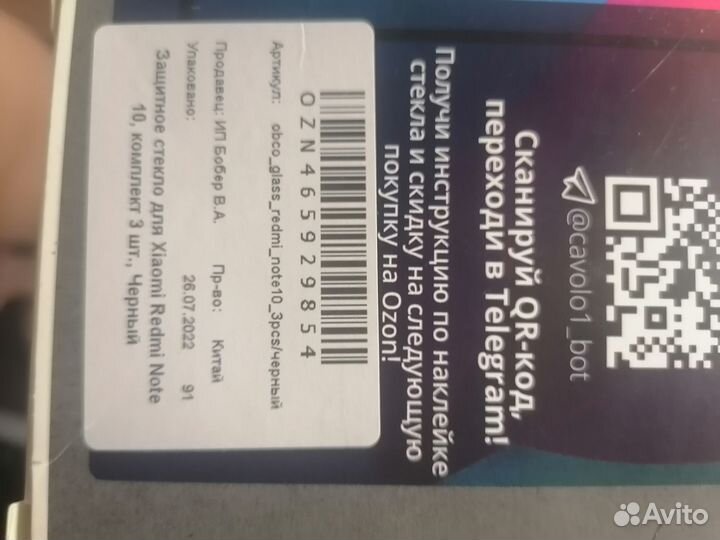 @cavolo1_bot
Сканируй QR-код,
переходи в Telegram!
Получи инструкцию по наклейке
стекла и скидку на следующую
покупку на Ozon!
OZN465929854
Артикул: obco_glass_redmi_note10_3pcs/черный
Продавец: ИП Бобер В.А. Пр-во: Китай
Упаковано: 26.07.2022 91
Защитное стекло для Xiaomi Redmi Note
10, комплект 3 шт., Черный
Avito